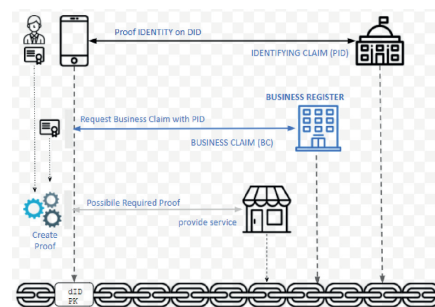 Proof IDENTITY on DID
IDENTIFYING CLAIM (PID)
BUSINESS REGISTER
Request Business Claim with PID
BUSINESS CLAIM (BC)
Possibile Required Proof
provide service
Create
Proof
dID
PK